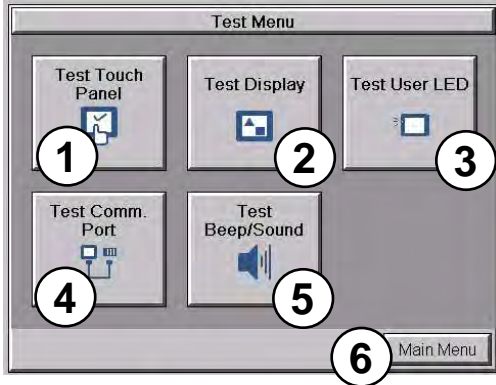 Test Menu
Test Touch
Panel
Test Display
Test User LED
1
2
3
Test Comm.
Port
Test
Beep/Sound
4
5
6
Main Menu